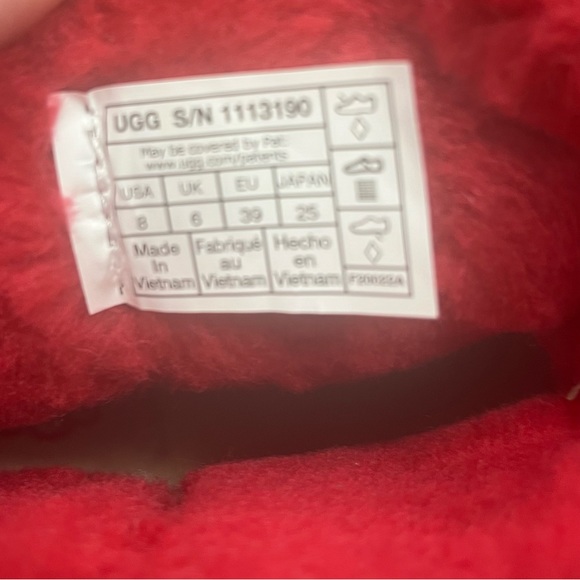 UGG S/N 1113190
May be covered by Pat.:
www.ugg.com/patents
USA UK EU JAPAN
8 6 39 25
Made In Vietnam
Fabriqué au Vietnam
Hecho en Vietnam